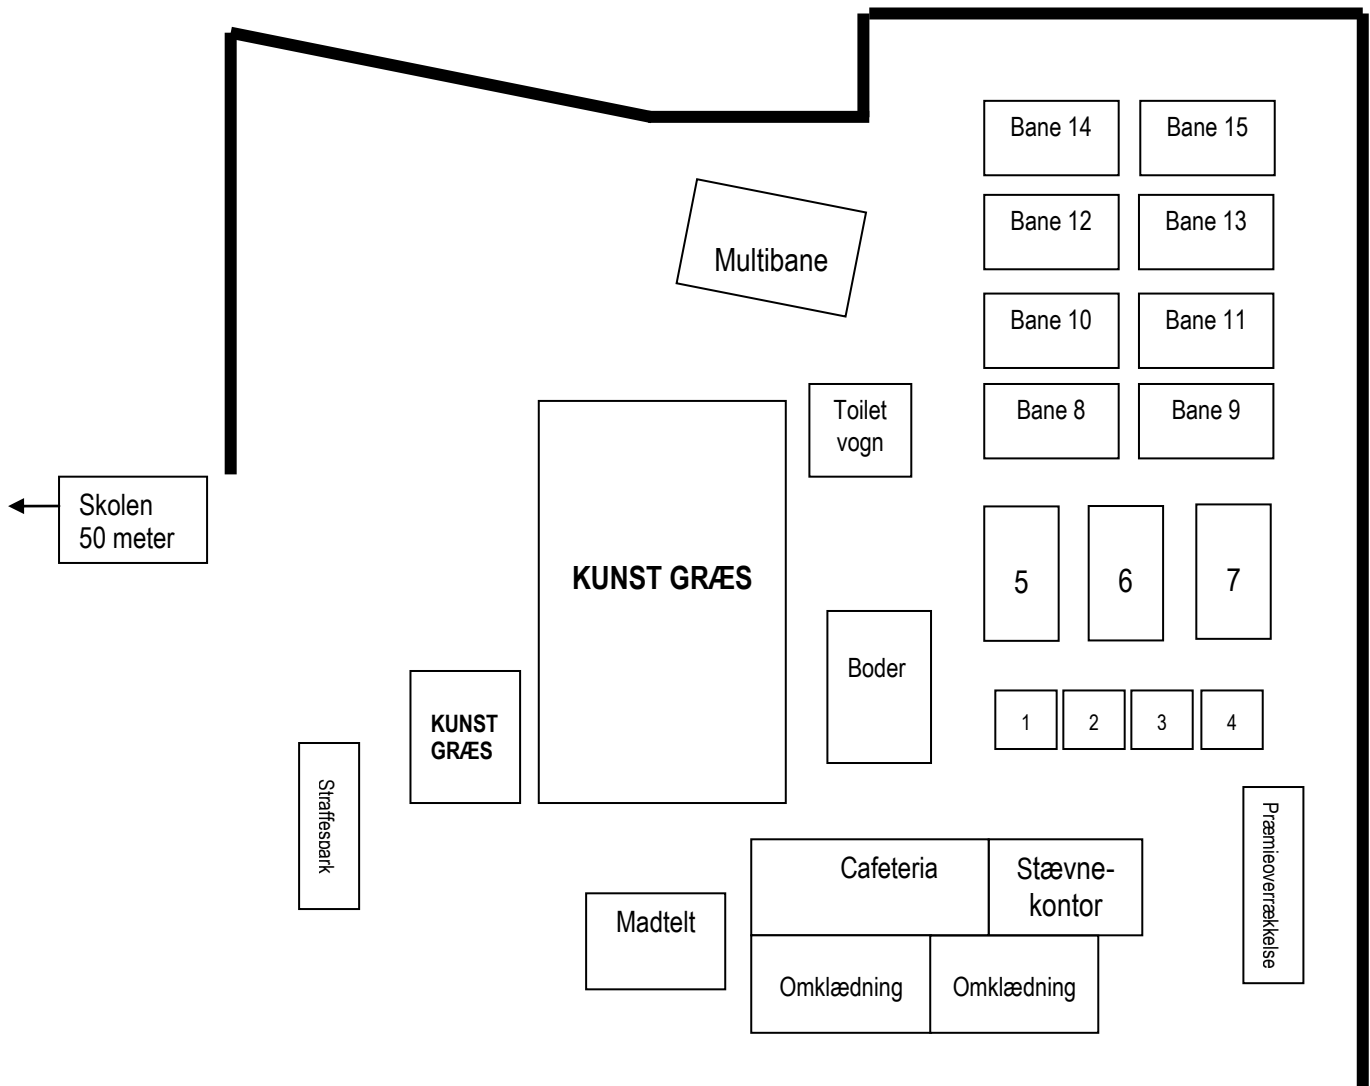 Bane 14
Bane 15
Bane 12
Bane 13
Multibane
Bane 10
Bane 11
Toilet
vogn
Bane 8
Bane 9
Skolen
50 meter
KUNST GRÆS
5
6
7
Boder
KUNST
GRÆS
1
2
3
4
Straffespark
Præmieoverrækkelse
Cafeteria
Stævne-
kontor
Madtelt
Omklædning
Omklædning